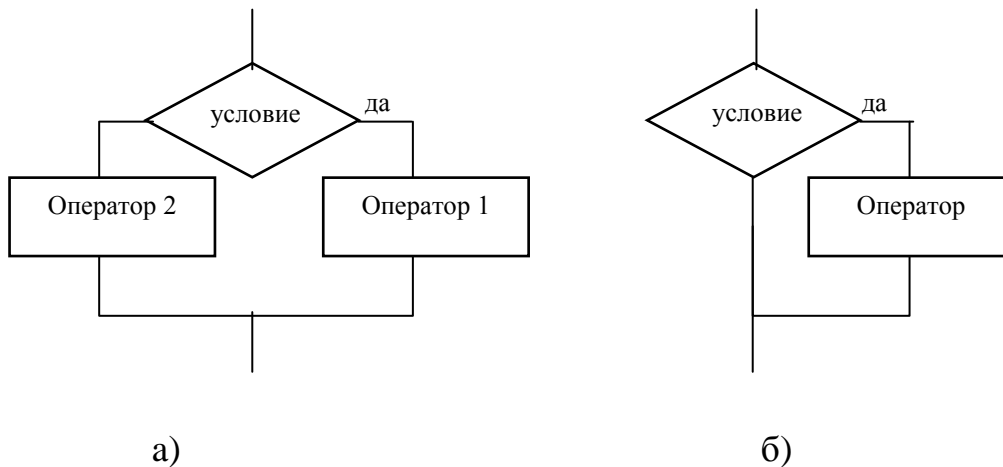 условие
да
Оператор 2
Оператор 1
а)
условие
да
Оператор
б)